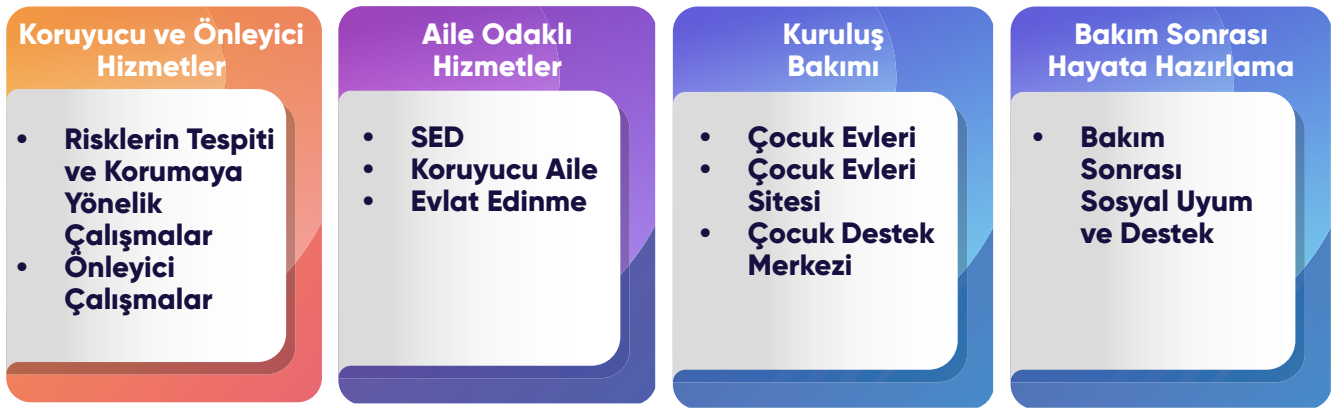 Koruyucu ve Önleyici
Hizmetler
• Risklerin Tespiti
ve Korumaya
Yönelik
Çalışmalar
• Önleyici
Çalışmalar
Aile Odaklı
Hizmetler
• SED
• Koruyucu Aile
• Evlat Edinme
Kuruluş
Bakımı
• Çocuk Evleri
• Çocuk Evleri
Sitesi
• Çocuk Destek
Merkezi
Bakım Sonrası
Hayata Hazırlama
• Bakım
Sonrası
Sosyal Uyum
ve Destek